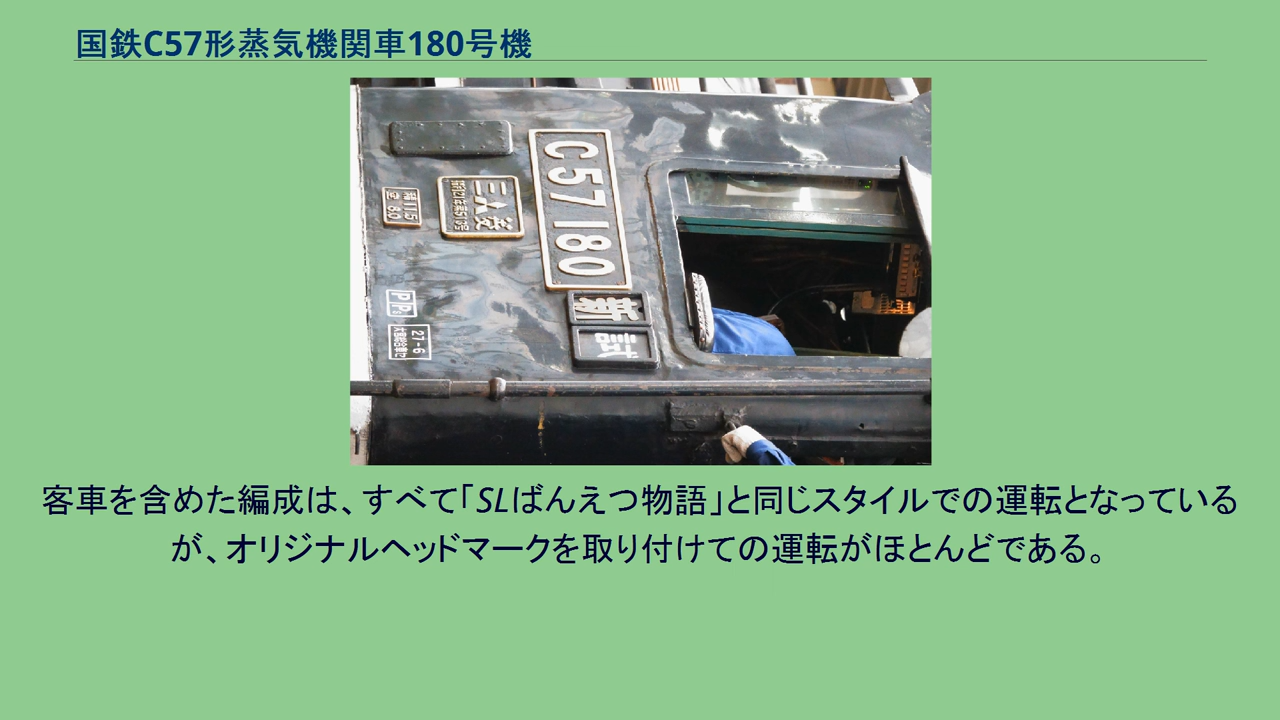 国鉄C57形蒸気機関車180号機
C57 180
新
試
27-6
客車を含めた編成は、すべて「SLばんえつ物語」と同じスタイルでの運転となっている
が、オリジナルヘッドマークを取り付けての運転がほとんどである。